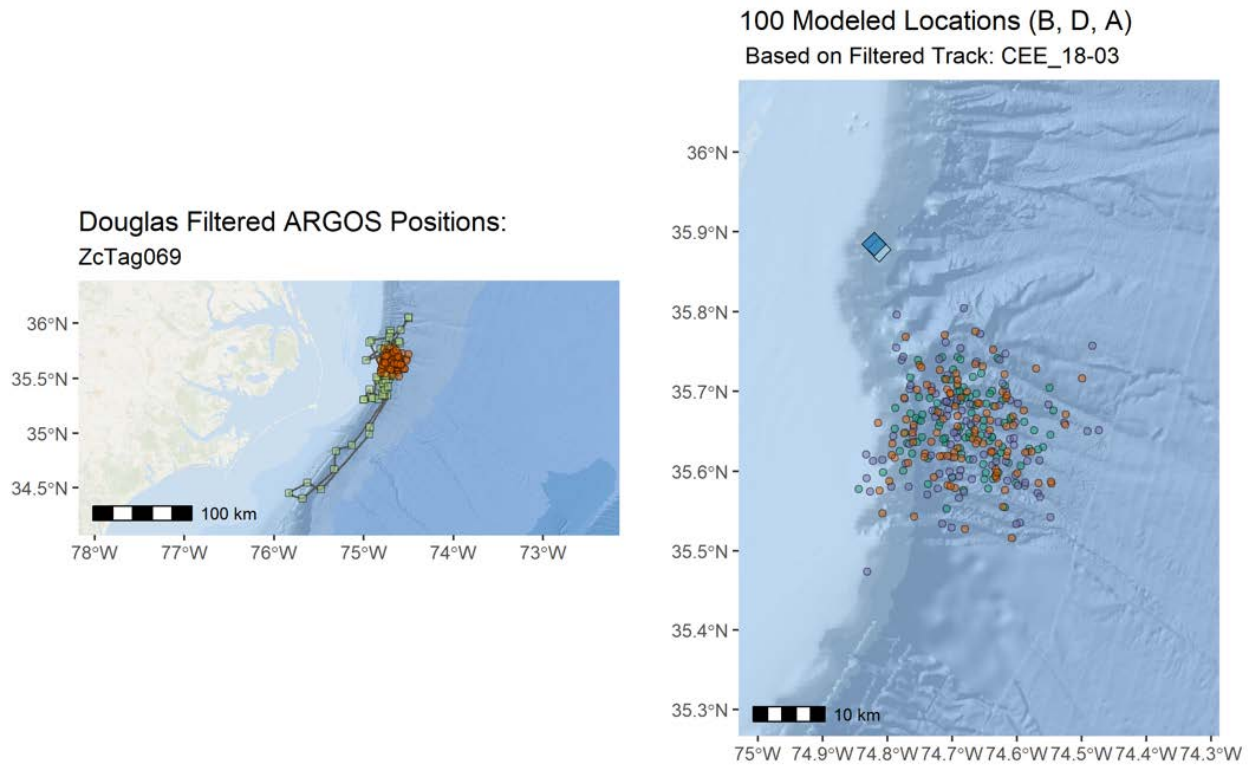 Douglas Filtered ARGOS Positions:
ZcTag069
36°N
35.5°N
35°N
34.5°N
100 km
78°W 77°W 76°W 75°W 74°W 73°W
100 Modeled Locations (B, D, A)
Based on Filtered Track: CEE_18-03
36°N
35.9°N
35.8°N
35.7°N
35.6°N
35.5°N
35.4°N
35.3°N
10 km
75°W 74.9°W 74.8°W 74.7°W 74.6°W 74.5°W 74.4°W 74.3°W